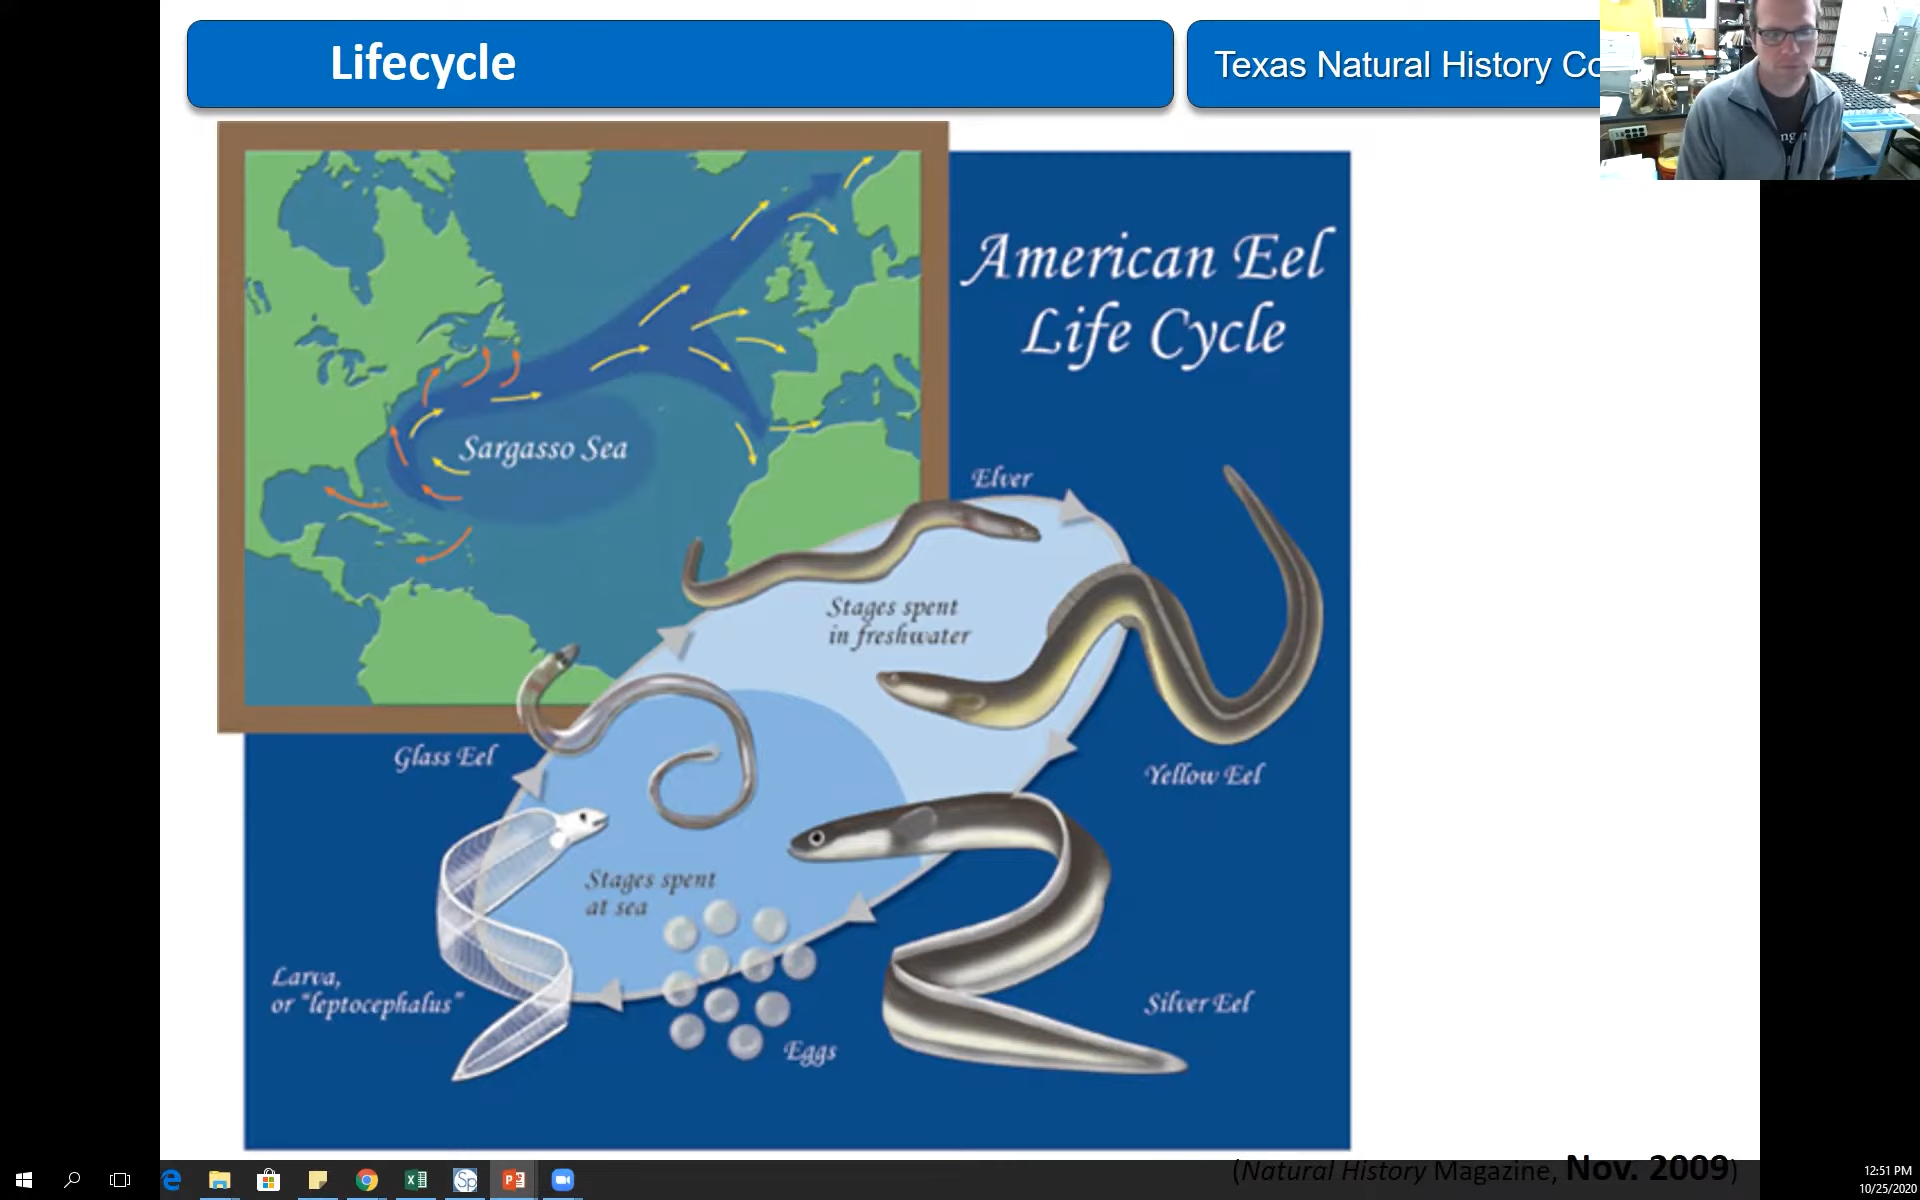 Lifecycle
Texas Natural History Co
American Eel
Life Cycle
Sargasso Sea
Elver
Stages spent
in freshwater
Glass Eel
Yellow Eel
Stages spent
at sea
Larva,
or "leptocephalus"
Silver Eel
Eggs
(Natural History Magazine, Nov. 2009)
12:51 PM
10/25/2020